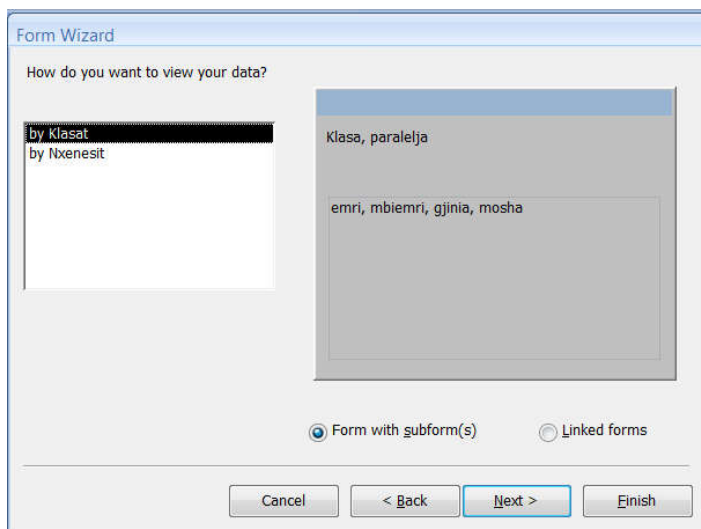 Form Wizard
How do you want to view your data?
by Klasat
by Nxenesit
Klasa, paralelja
emri, mbiemri, gjinia, mosha
Form with subform(s)
Linked forms
Cancel
< Back
Next >
Finish